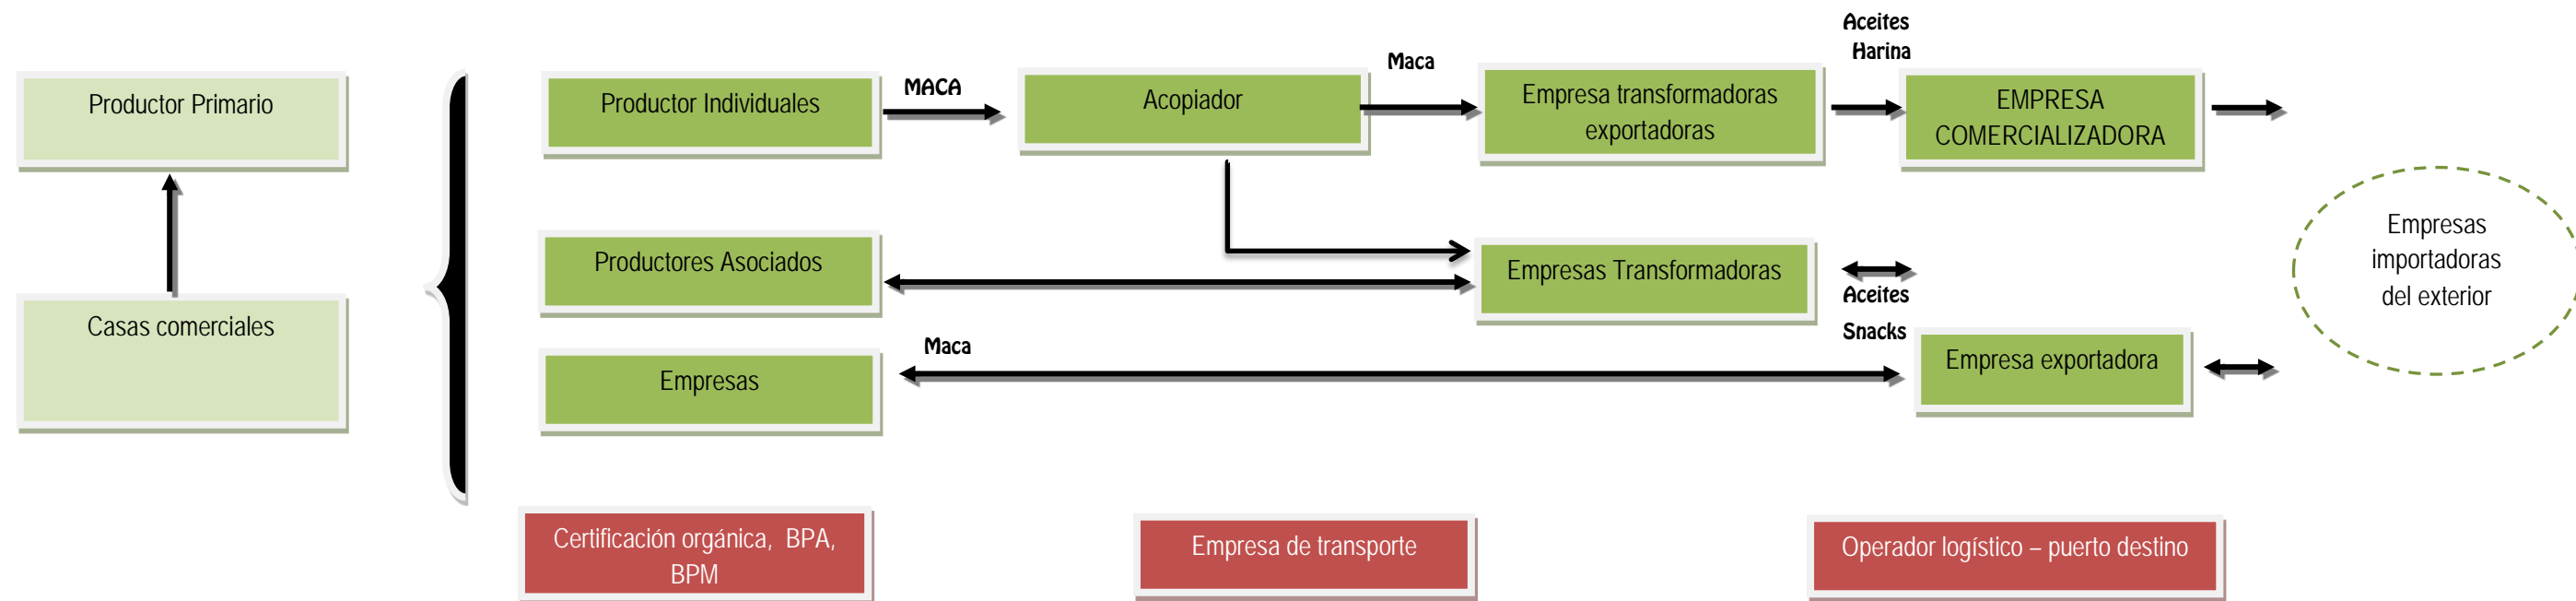 Productor Primario
Casas comerciales
Productor Individuales
MACA
Acopiador
Maca
Empresa transformadoras
exportadoras
Aceites
Harina
EMPRESA
COMERCIALIZADORA
Productores Asociados
Empresas Transformadoras
Aceites
Snacks
Empresas
Maca
Empresa exportadora
Empresas
importadoras
del exterior
Certificación orgánica, BPA,
BPM
Empresa de transporte
Operador logístico – puerto destino